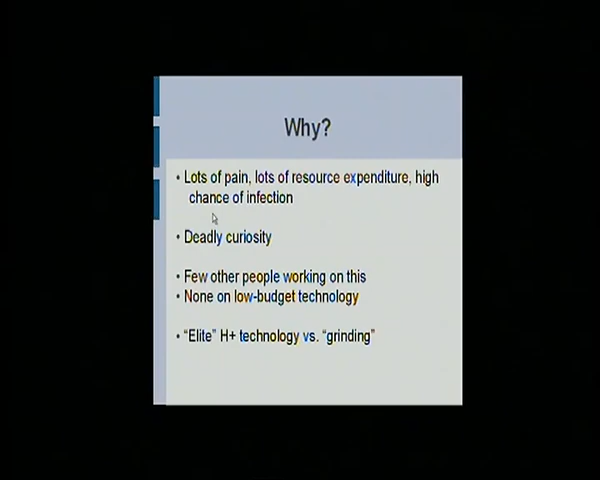 Why?
• Lots of pain, lots of resource expenditure, high
chance of infection
• Deadly curiosity
• Few other people working on this
• None on low-budget technology
• “Elite” H+ technology vs. “grinding”